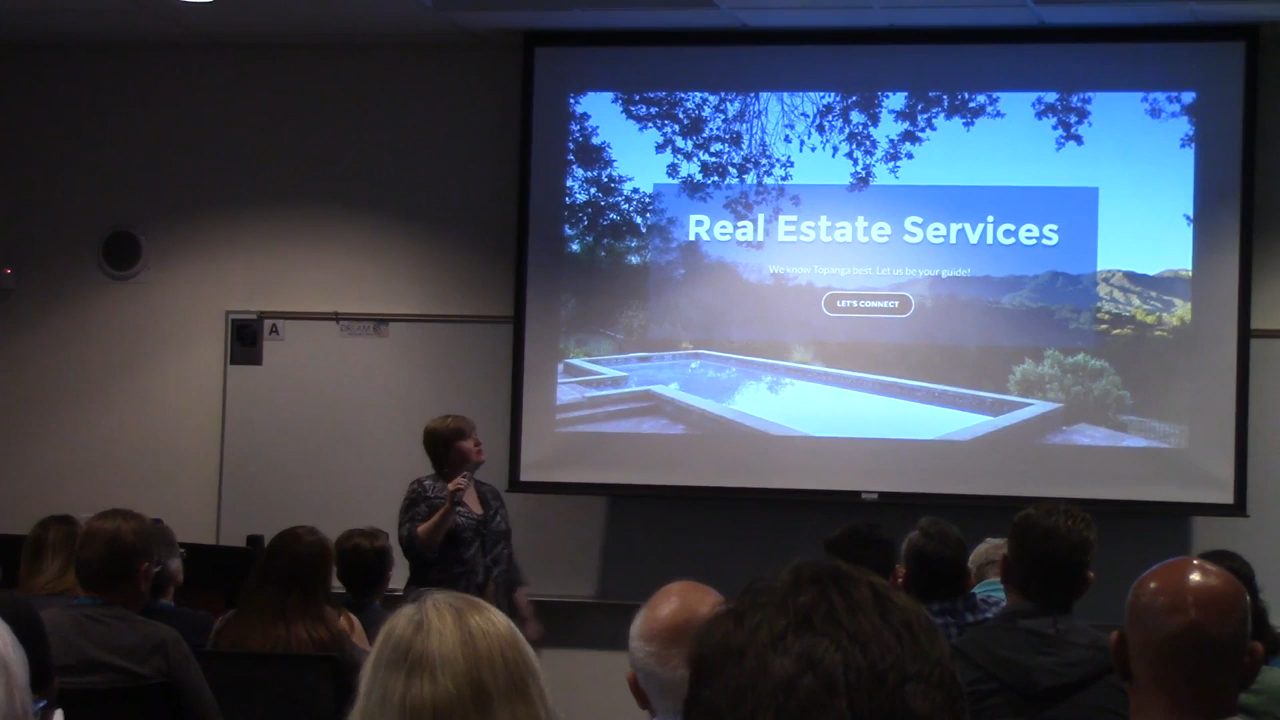 Real Estate Services
We know Topanga best. Let us be your guide!
LET'S CONNECT
A